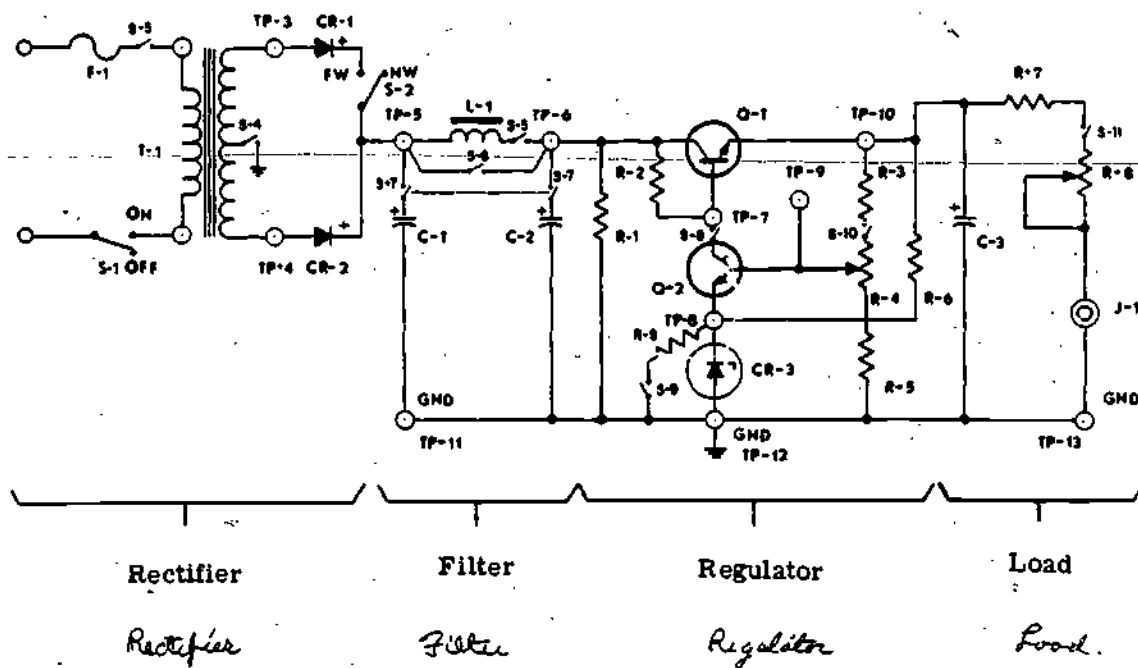 S-5
TP-3
CR-1
F-1
FW
HW
S-2
TP-5
L-1
S-5
TP-6
Q-1
TP-10
R-7
S-4
T-1
S-6
S-7
S-7
R-2
TP-9
R-3
S-11
R-8
ON
S-1 OFF
TP-4
CR-2
C-1
C-2
R-1
TP-7
S-8
S-10
C-3
Q-2
R-4
R-6
TP-8
J-1
R-9
S-9
CR-3
R-5
GND
TP-11
GND
TP-12
GND
TP-13
Rectifier
Filter
Regulator
Load
Rectifier
Filter
Regulator
Load.